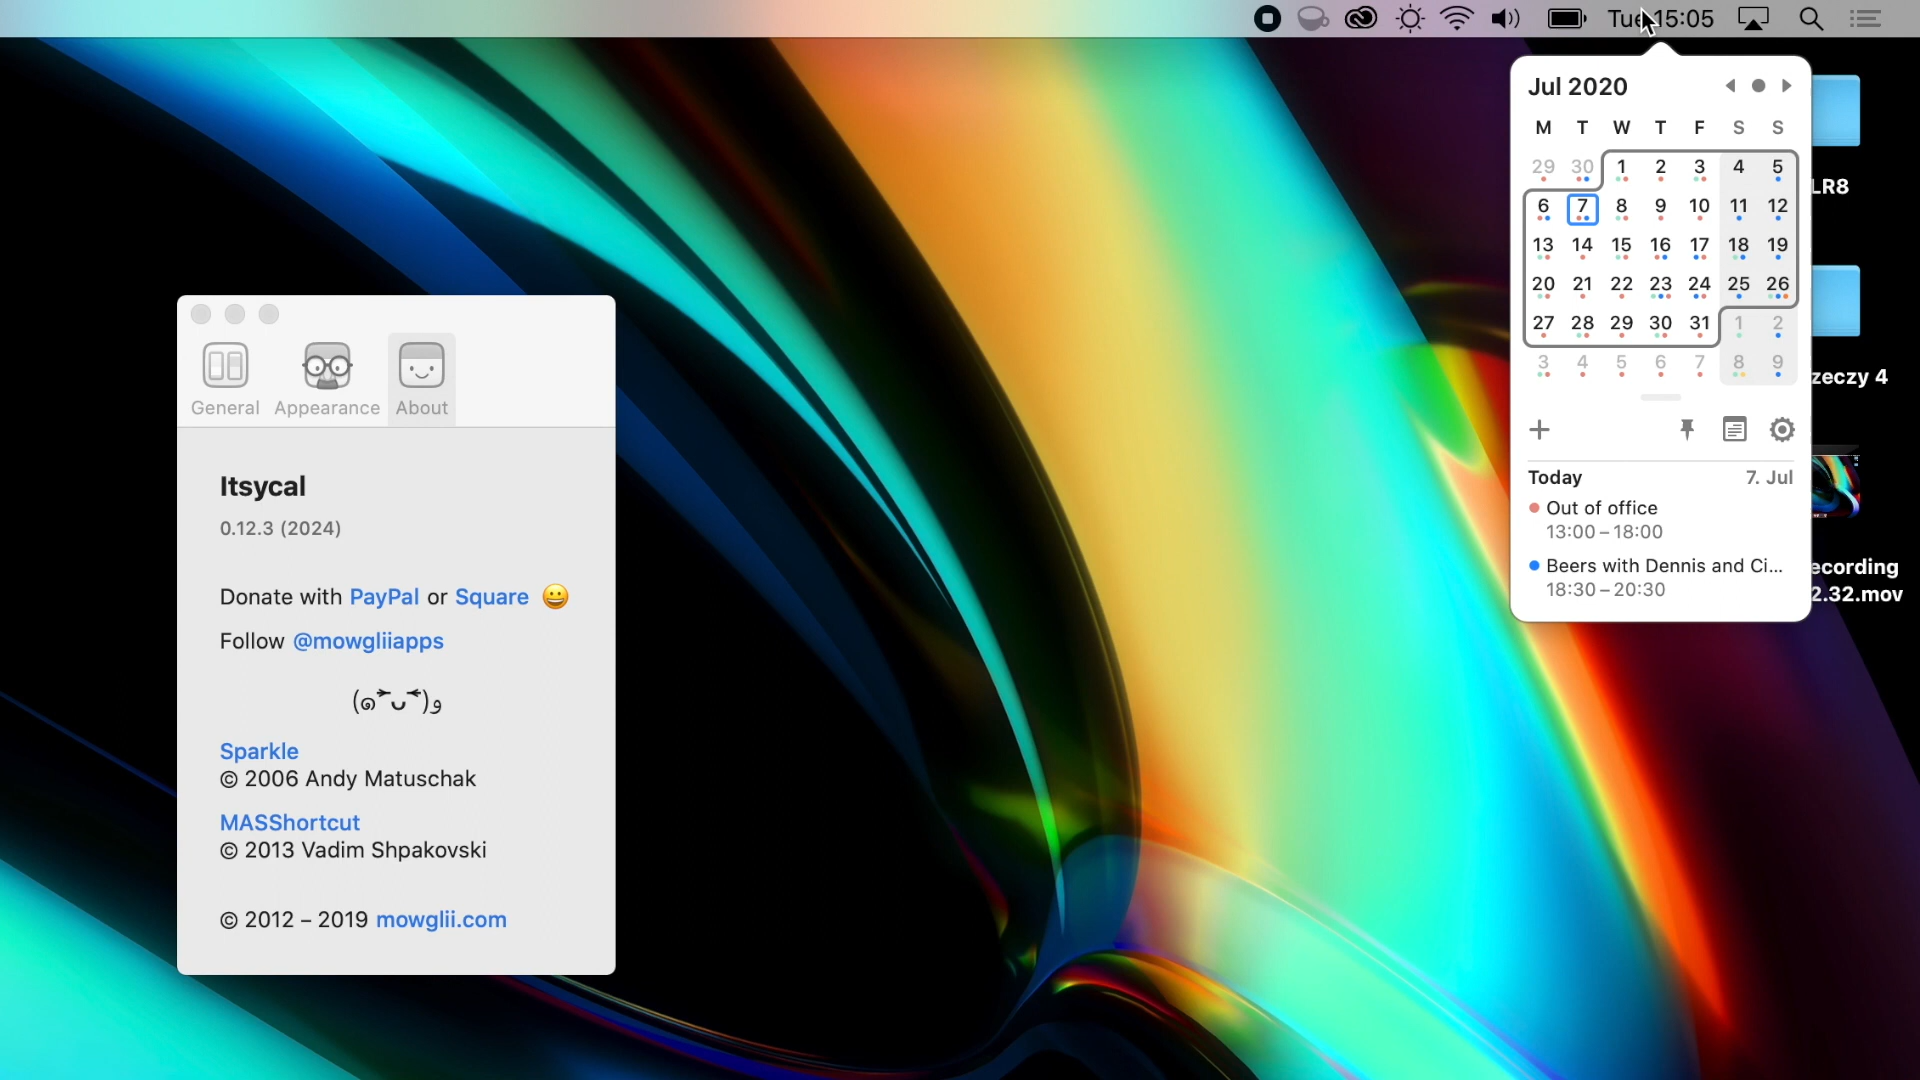 Tue 15:05
Jul 2020
M T W T F S S
29 30 1 2 3 4 5
6 7 8 9 10 11 12
13 14 15 16 17 18 19
20 21 22 23 24 25 26
27 28 29 30 31 1 2
3 4 5 6 7 8 9
Today 7. Jul
Out of office
13:00 – 18:00
Beers with Dennis and Ci...
18:30 – 20:30
LR8
zeczy 4
ecording
2.32.mov
General Appearance About
Itsycal
0.12.3 (2024)
Donate with PayPal or Square 😀
Follow @mowgliiapps
(๑˃̵ᴗ˂̵)و
Sparkle
© 2006 Andy Matuschak
MASShortcut
© 2013 Vadim Shpakovski
© 2012 – 2019 mowglii.com